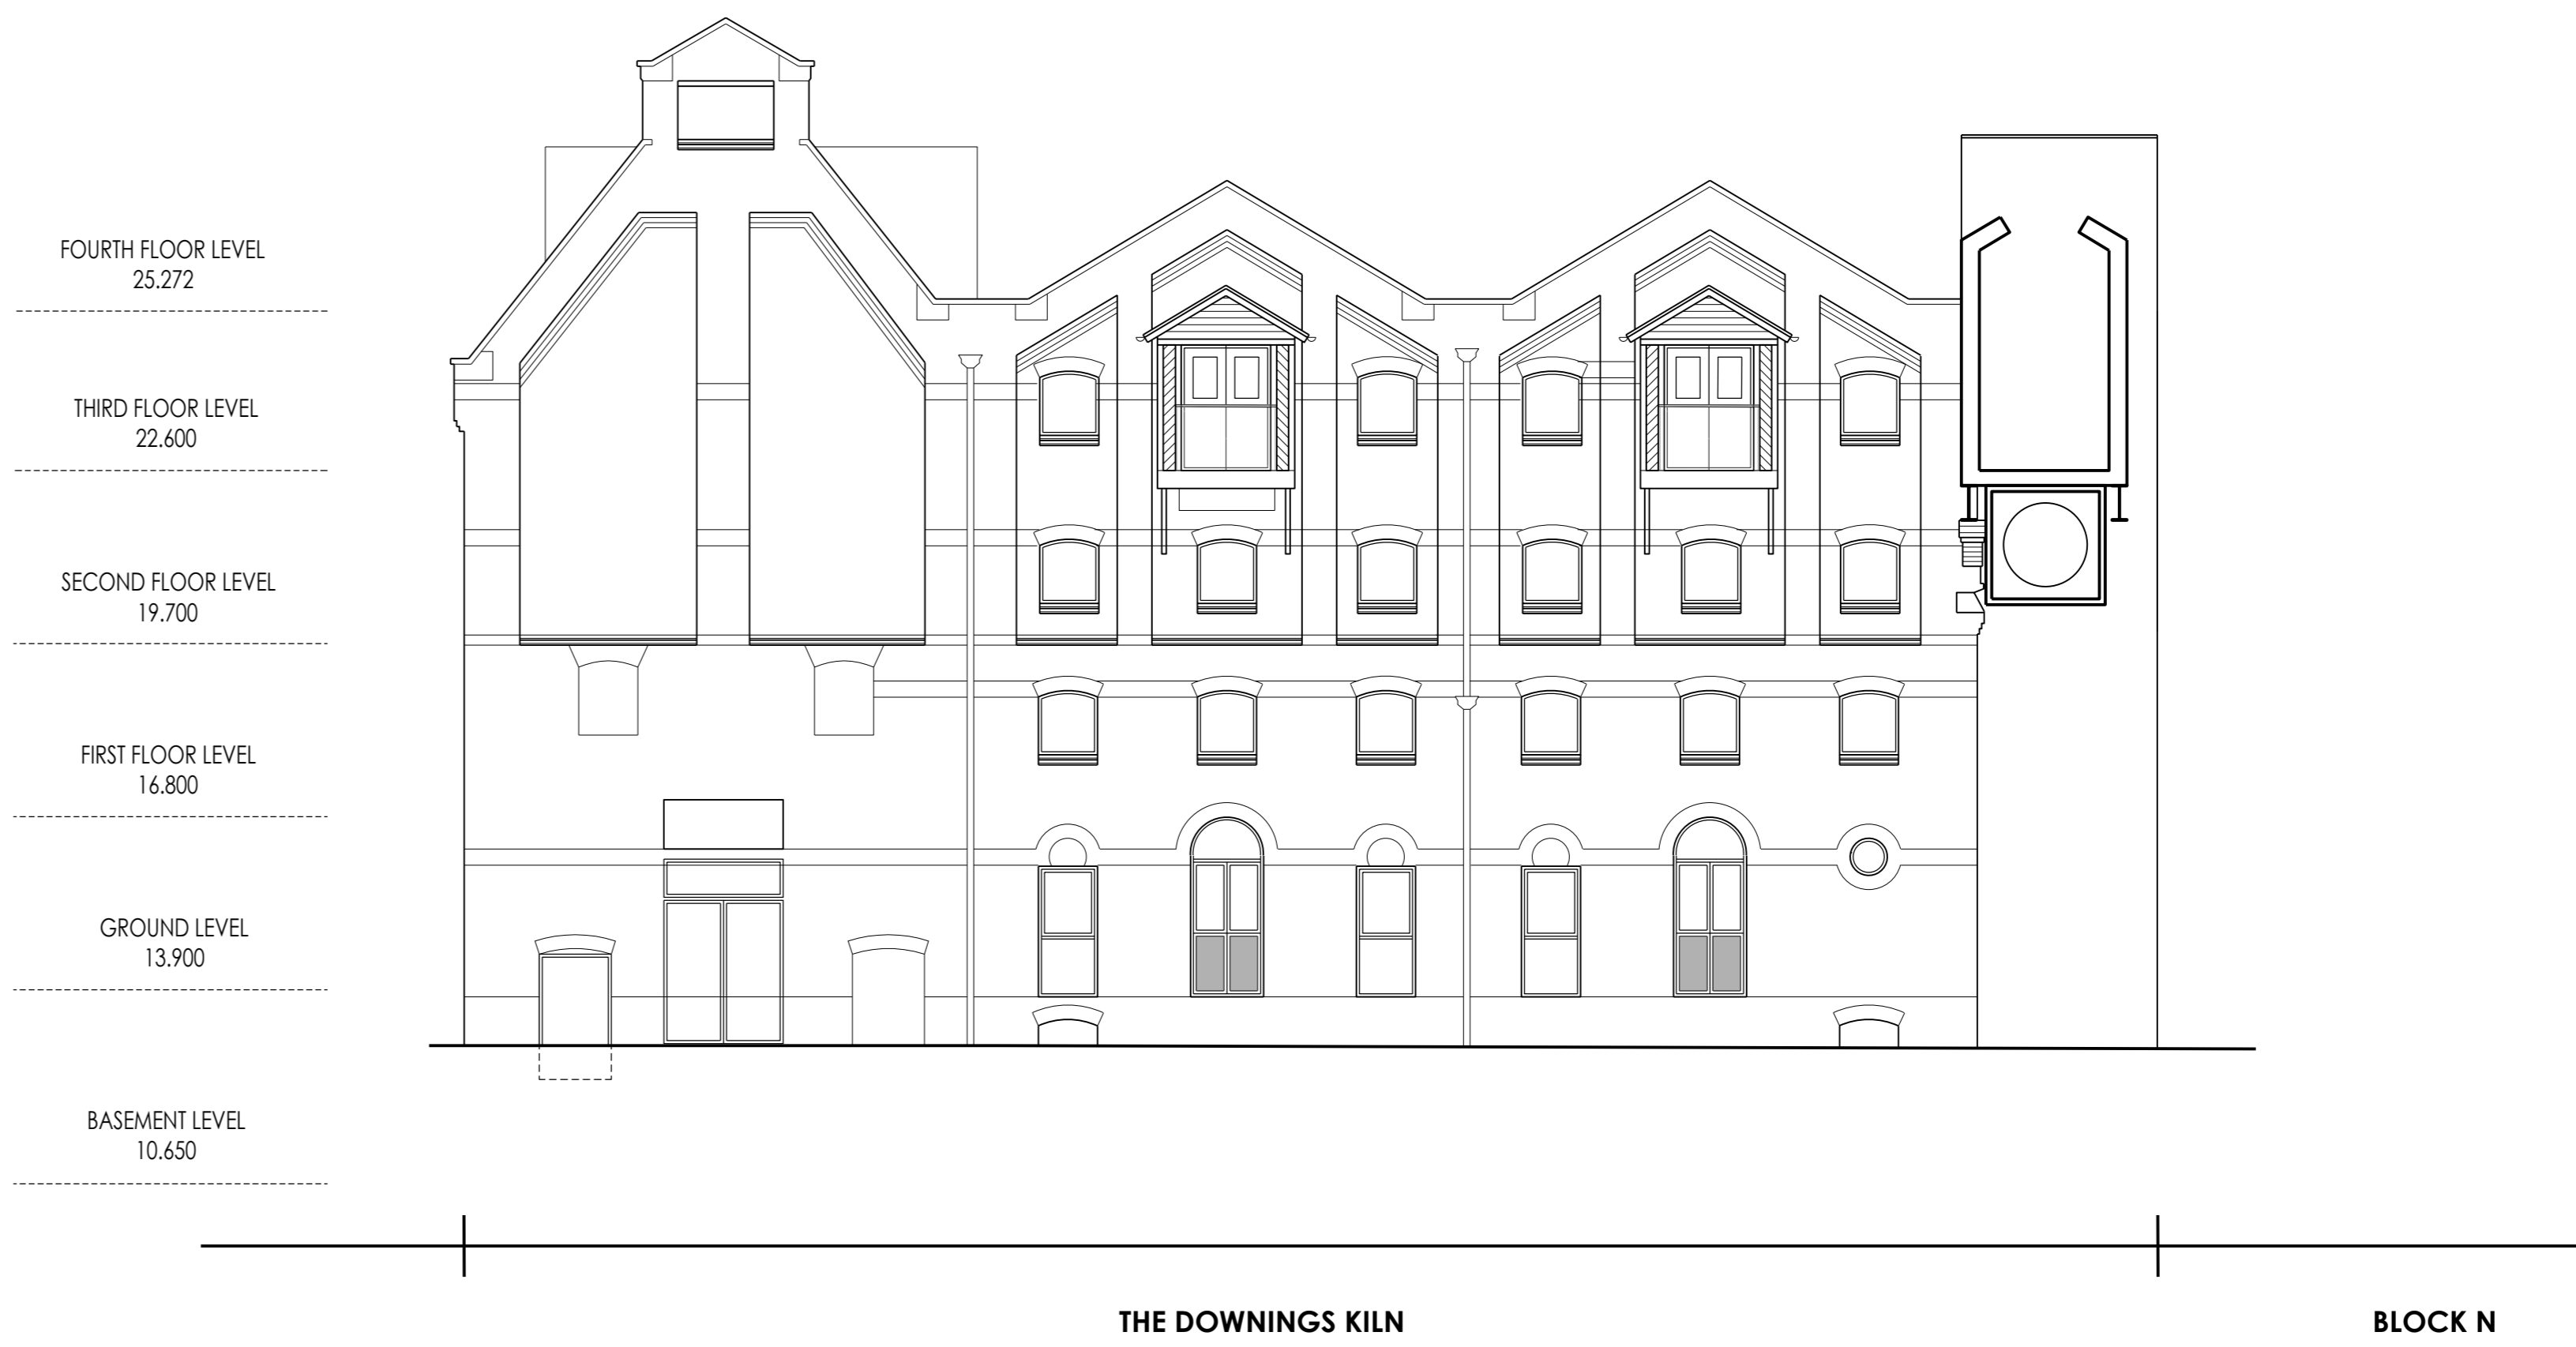 FOURTH FLOOR LEVEL
25.272
THIRD FLOOR LEVEL
22.600
SECOND FLOOR LEVEL
19.700
FIRST FLOOR LEVEL
16.800
GROUND LEVEL
13.900
BASEMENT LEVEL
10.650
THE DOWNINGS KILN
BLOCK N